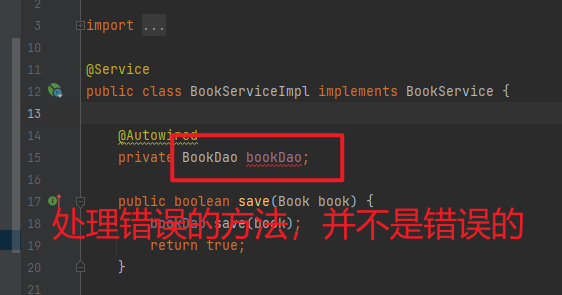 3 import ...
10
11 @Service
12 public class BookServiceImpl implements BookService {
13
14 @Autowired
15 private BookDao bookDao;
16
17 public boolean save(Book book) {
18 bookDao.save(book);
处理错误的方法，并不是错误的
19 return true;
20 }
21